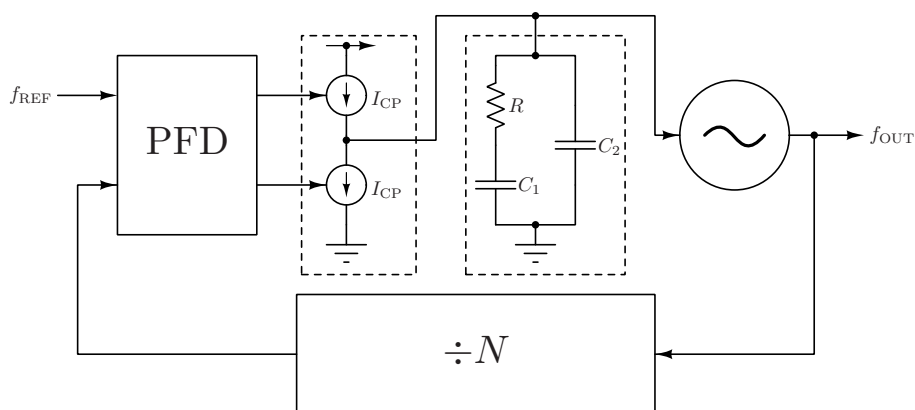 f_REF
PFD
I_CP
I_CP
R
C_1
C_2
f_OUT
÷N